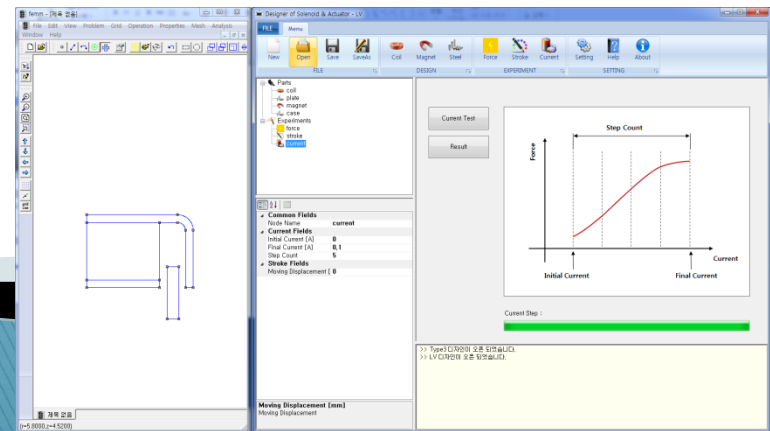 femm - [제목 없음]
File Edit View Problem Grid Operation Properties Mesh Analysis
Window Help
제목 없음
(r=5.8000,z=4.5200)
Designer of Solenoid & Actuator - LV
FILE Menu
New Open Save SaveAs Coil Magnet Steel Force Stroke Current Setting Help About
FILE DESIGN EXPERIMENT SETTING
Parts
coil
plate
magnet
case
Experiments
force
stroke
current
Common Fields
Node Name current
Current Fields
Initial Current [A] 0
Final Current [A] 0,1
Step Count 5
Stroke Fields
Moving Displacement [ 0
Moving Displacement [mm]
Moving Displacement
Current Test
Result
Step Count
Force
Current
Initial Current Final Current
Current Step :
>> Type3 디자인이 오픈 되었습니다.
>> LV 디자인이 오픈 되었습니다.